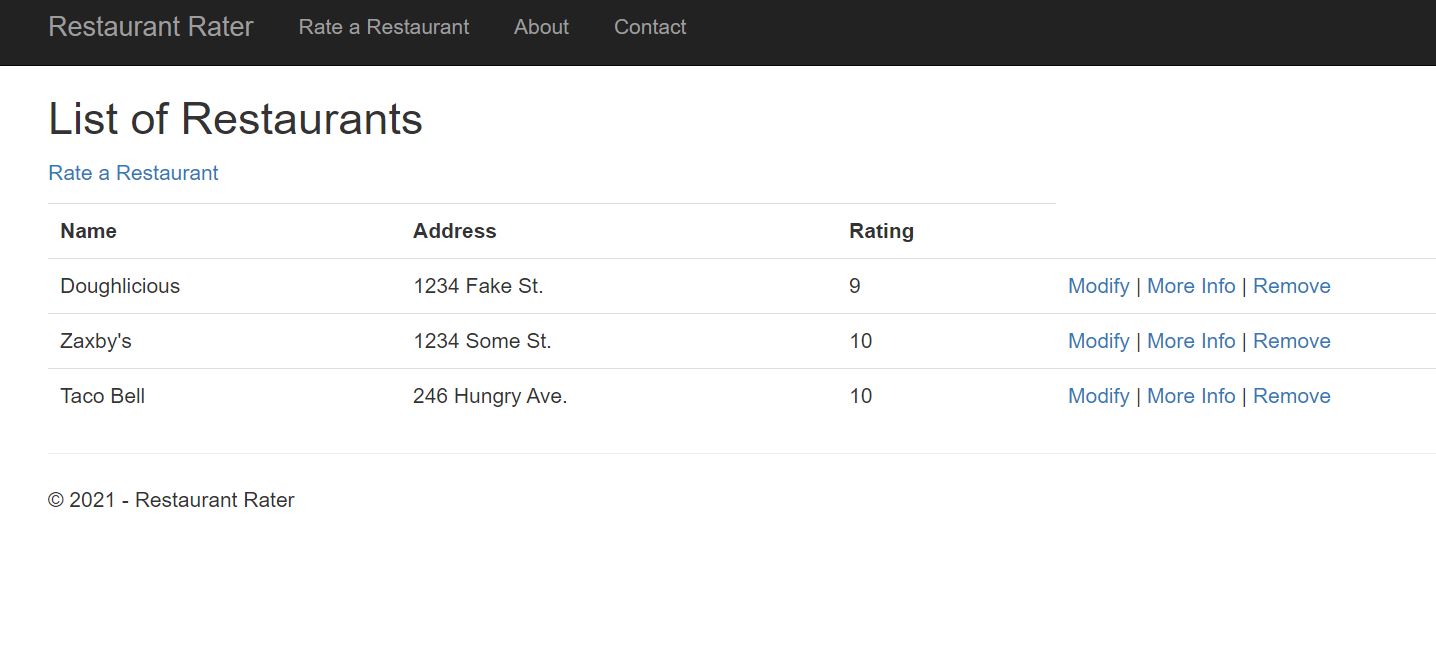 Restaurant Rater Rate a Restaurant About Contact
List of Restaurants
Rate a Restaurant
Name Address Rating
Doughlicious 1234 Fake St. 9 Modify | More Info | Remove
Zaxby's 1234 Some St. 10 Modify | More Info | Remove
Taco Bell 246 Hungry Ave. 10 Modify | More Info | Remove
© 2021 - Restaurant Rater